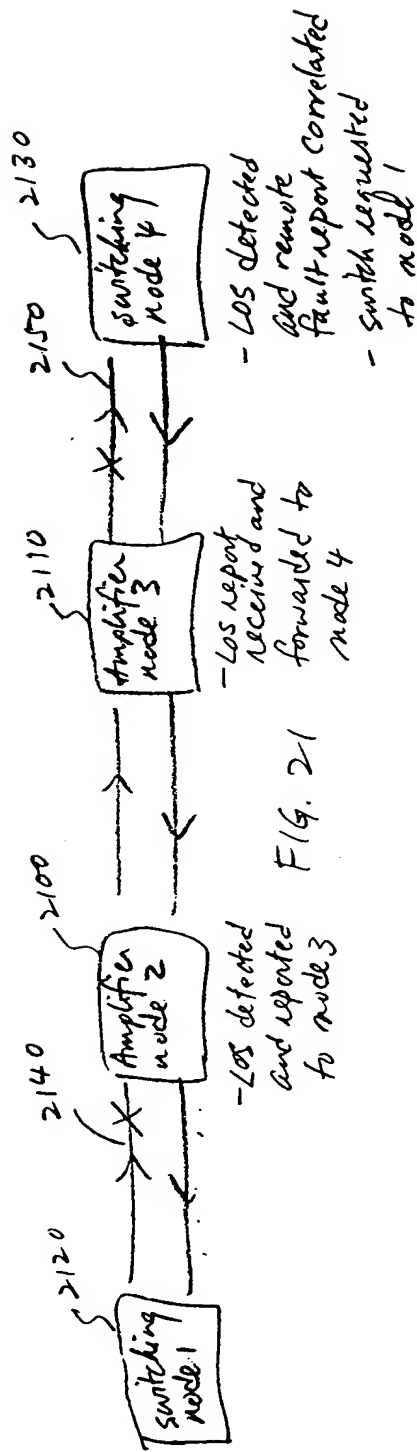 2120
switching
node 1
2140
2100
Amplifier
node 2
-LOS detected
and reported
to node 3
2110
Amplifier
node 3
-LOS report
received and
forwarded to
node 4
2150
2130
switching
node 4
- LOS detected
and remote
fault report correlated
- switch requested
to node 1
FIG. 21